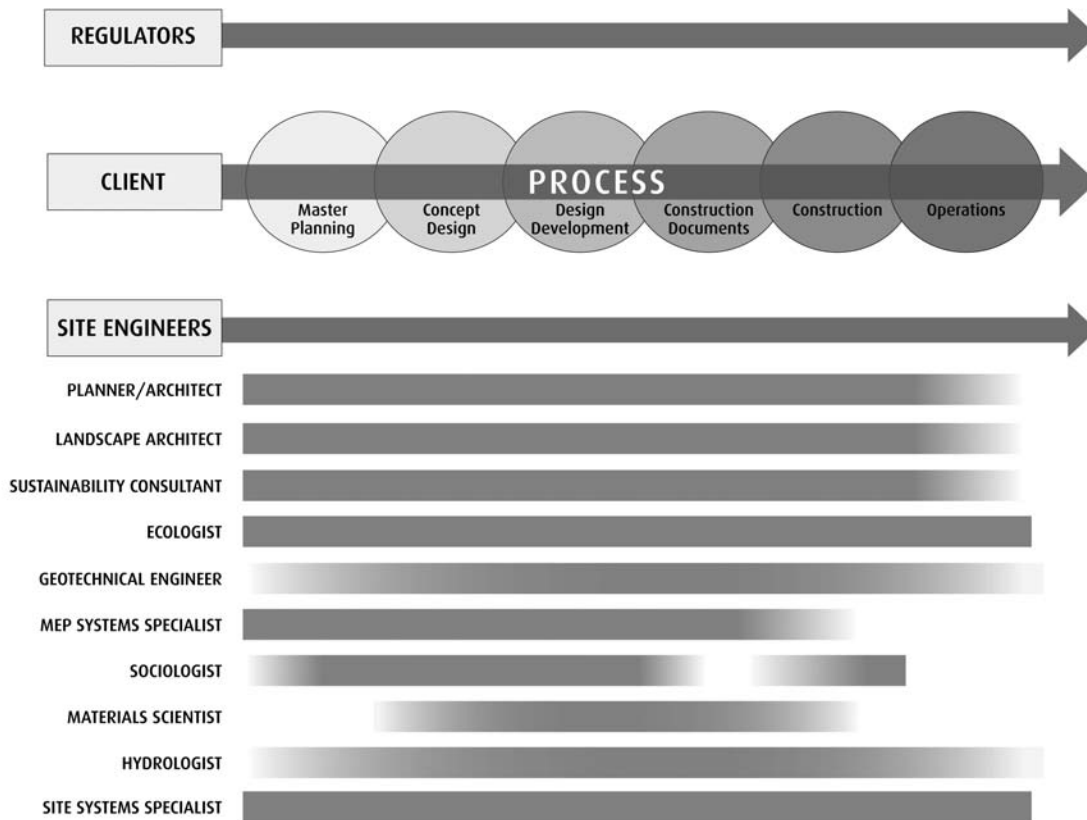 REGULATORS
CLIENT
PROCESS
Master
Planning
Concept
Design
Design
Development
Construction
Documents
Construction
Operations
SITE ENGINEERS
PLANNER/ARCHITECT
LANDSCAPE ARCHITECT
SUSTAINABILITY CONSULTANT
ECOLOGIST
GEOTECHNICAL ENGINEER
MEP SYSTEMS SPECIALIST
SOCIOLOGIST
MATERIALS SCIENTIST
HYDROLOGIST
SITE SYSTEMS SPECIALIST